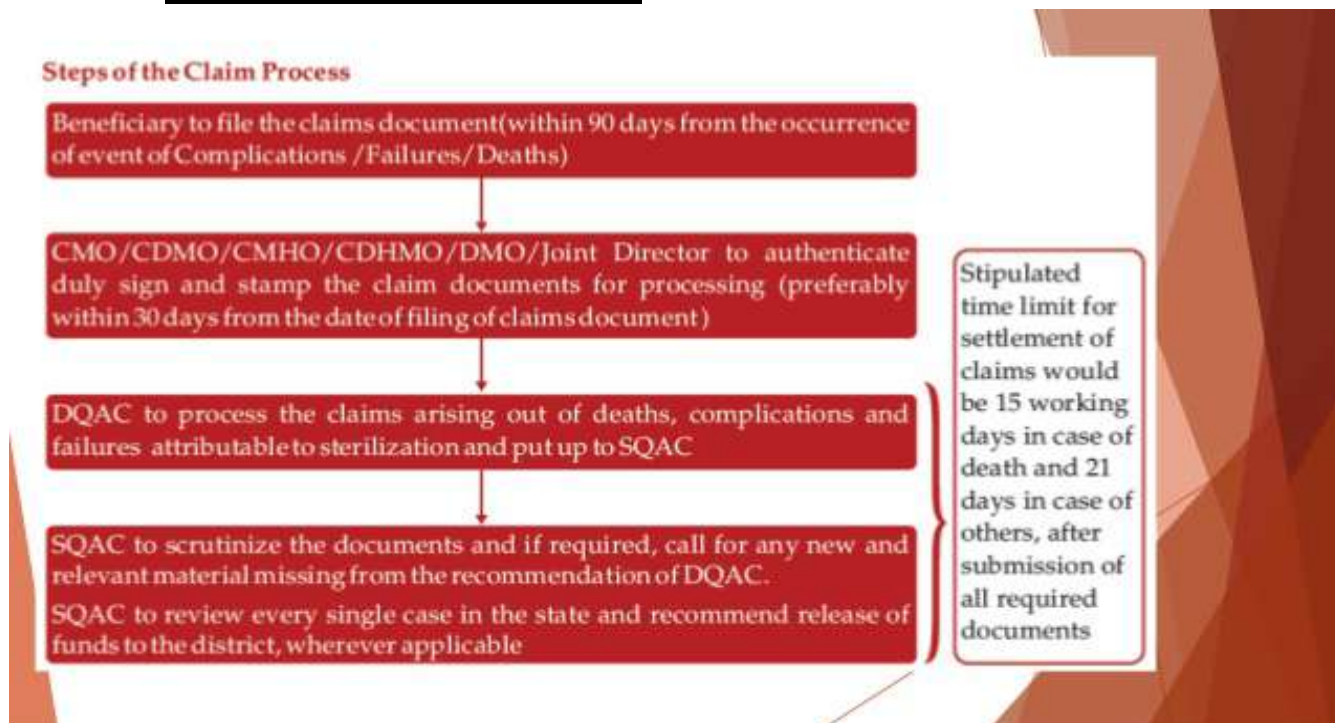 Steps of the Claim Process
Beneficiary to file the claims document(within 90 days from the occurrence
of event of Complications /Failures/Deaths)
CMO/CDMO/CMHO/CDHMO/DMO/Joint Director to authenticate
duly sign and stamp the claim documents for processing (preferably
within 30 days from the date of filing of claims document)
DQAC to process the claims arising out of deaths, complications and
failures attributable to sterilization and put up to SQAC
SQAC to scrutinize the documents and if required, call for any new and
relevant material missing from the recommendation of DQAC.
SQAC to review every single case in the state and recommend release of
funds to the district, wherever applicable
Stipulated
time limit for
settlement of
claims would
be 15 working
days in case of
death and 21
days in case of
others, after
submission of
all required
documents